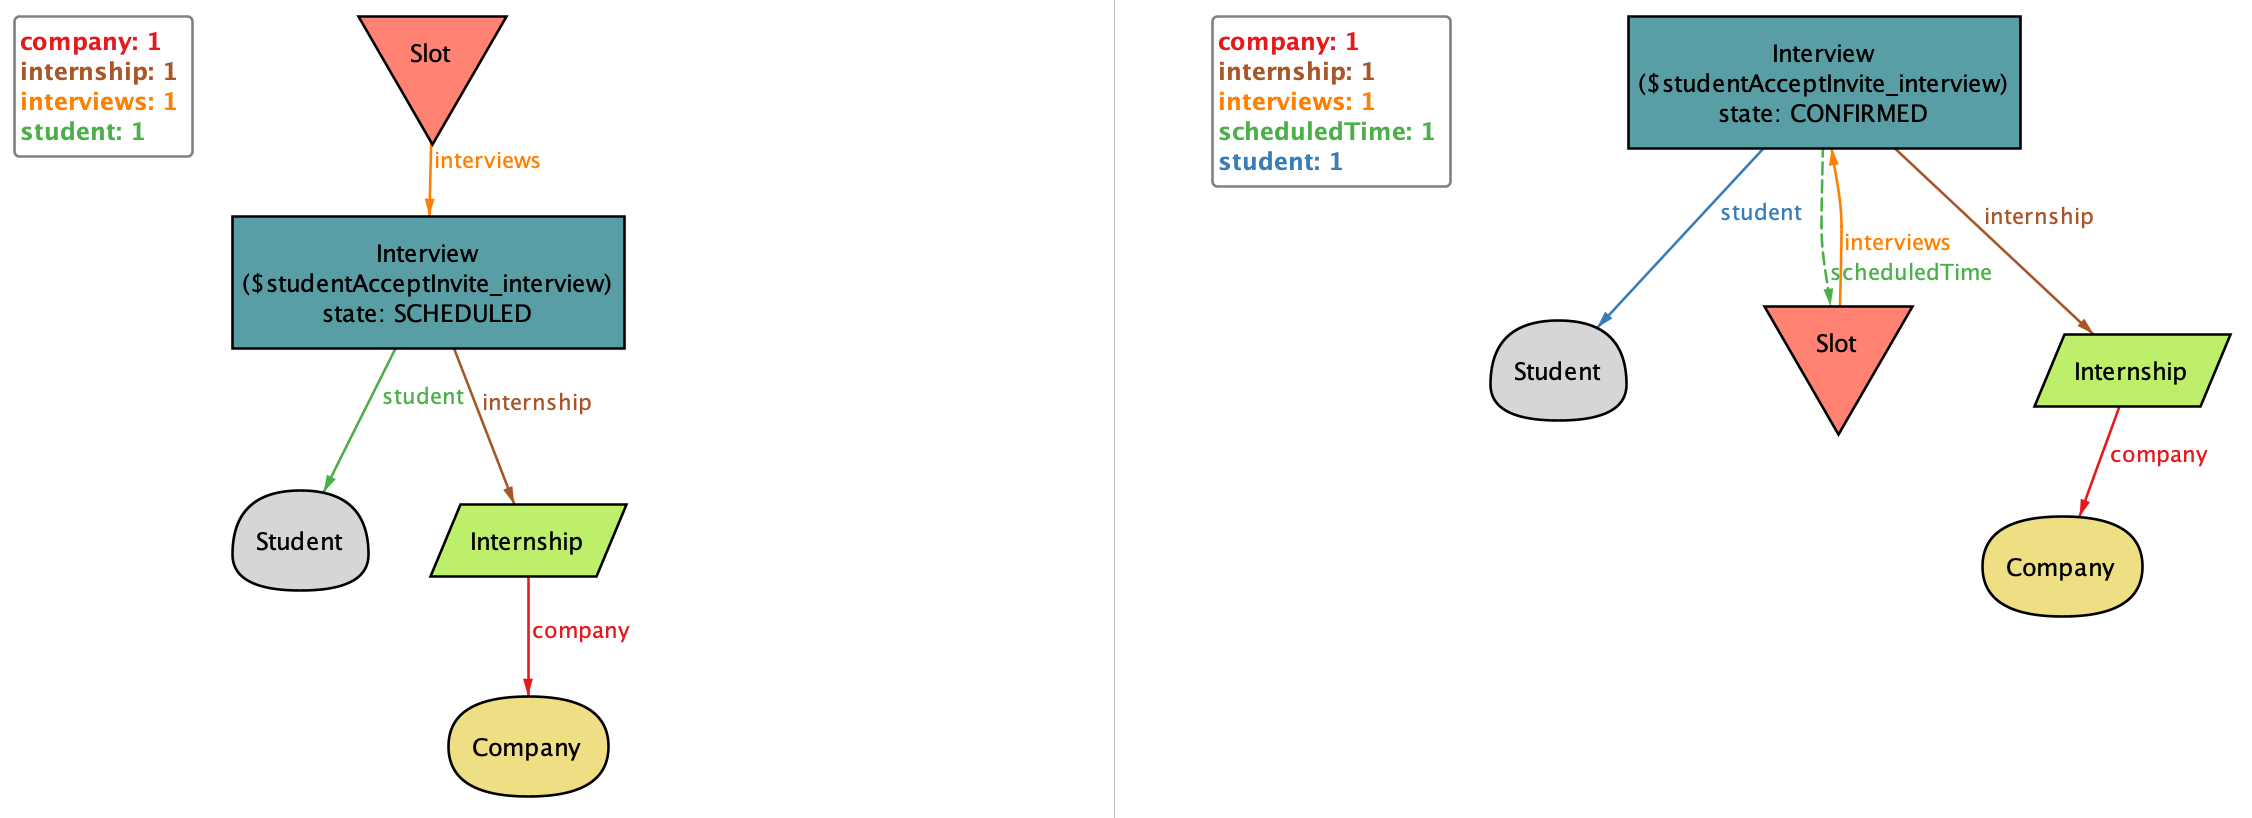 company: 1
internship: 1
interviews: 1
student: 1
Slot
interviews
Interview
($studentAcceptInvite_interview)
state: SCHEDULED
student
internship
Student
Internship
company
Company
company: 1
internship: 1
interviews: 1
scheduledTime: 1
student: 1
Interview
($studentAcceptInvite_interview)
state: CONFIRMED
student
internship
interviews
scheduledTime
Student
Slot
Internship
company
Company